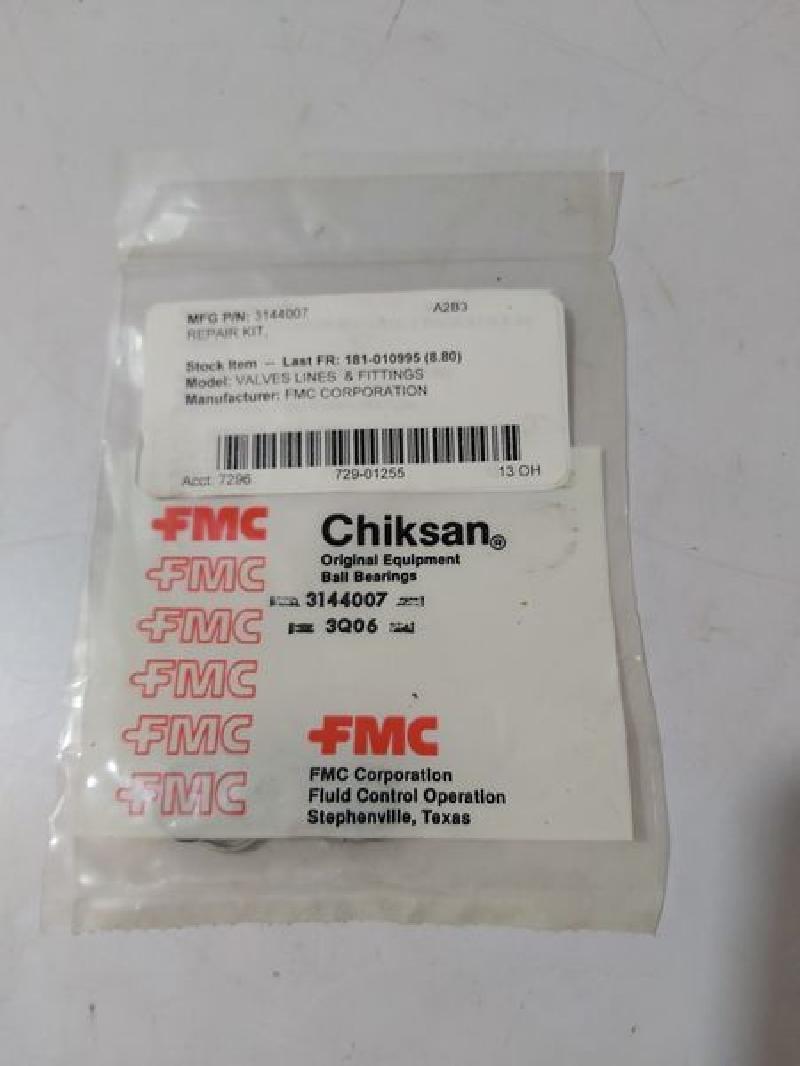 MFG P/N: 3144007 A2B3
REPAIR KIT,
Stock Item -- Last FR: 181-010995 (8.80)
Model: VALVES LINES & FITTINGS
Manufacturer: FMC CORPORATION
Acct: 7296 729-01255 13 OH
FMC
FMC
FMC
FMC
FMC
FMC
Chiksan®
Original Equipment
Ball Bearings
3144007
3Q06
FMC
FMC Corporation
Fluid Control Operation
Stephenville, Texas